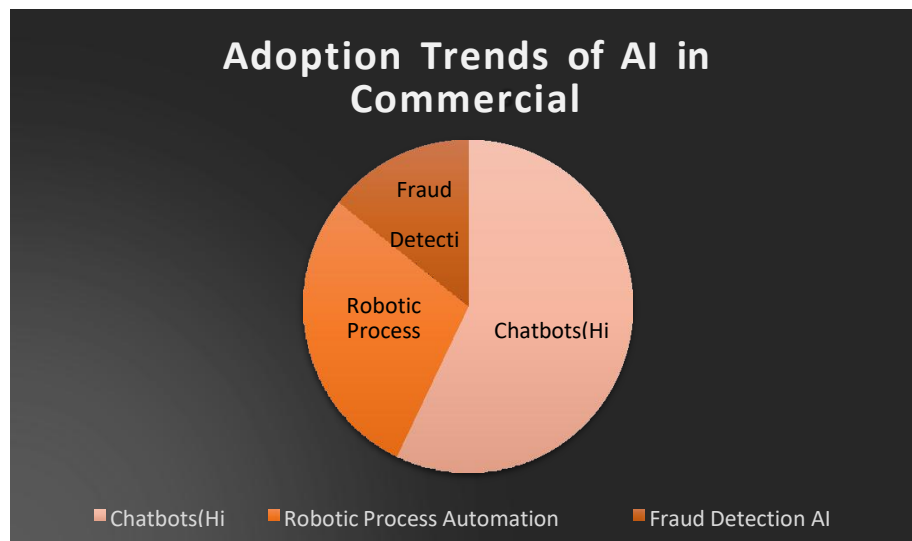 Adoption Trends of AI in
Commercial
Fraud
Detecti
Robotic
Process
Chatbots(Hi
Chatbots(Hi Robotic Process Automation Fraud Detection AI